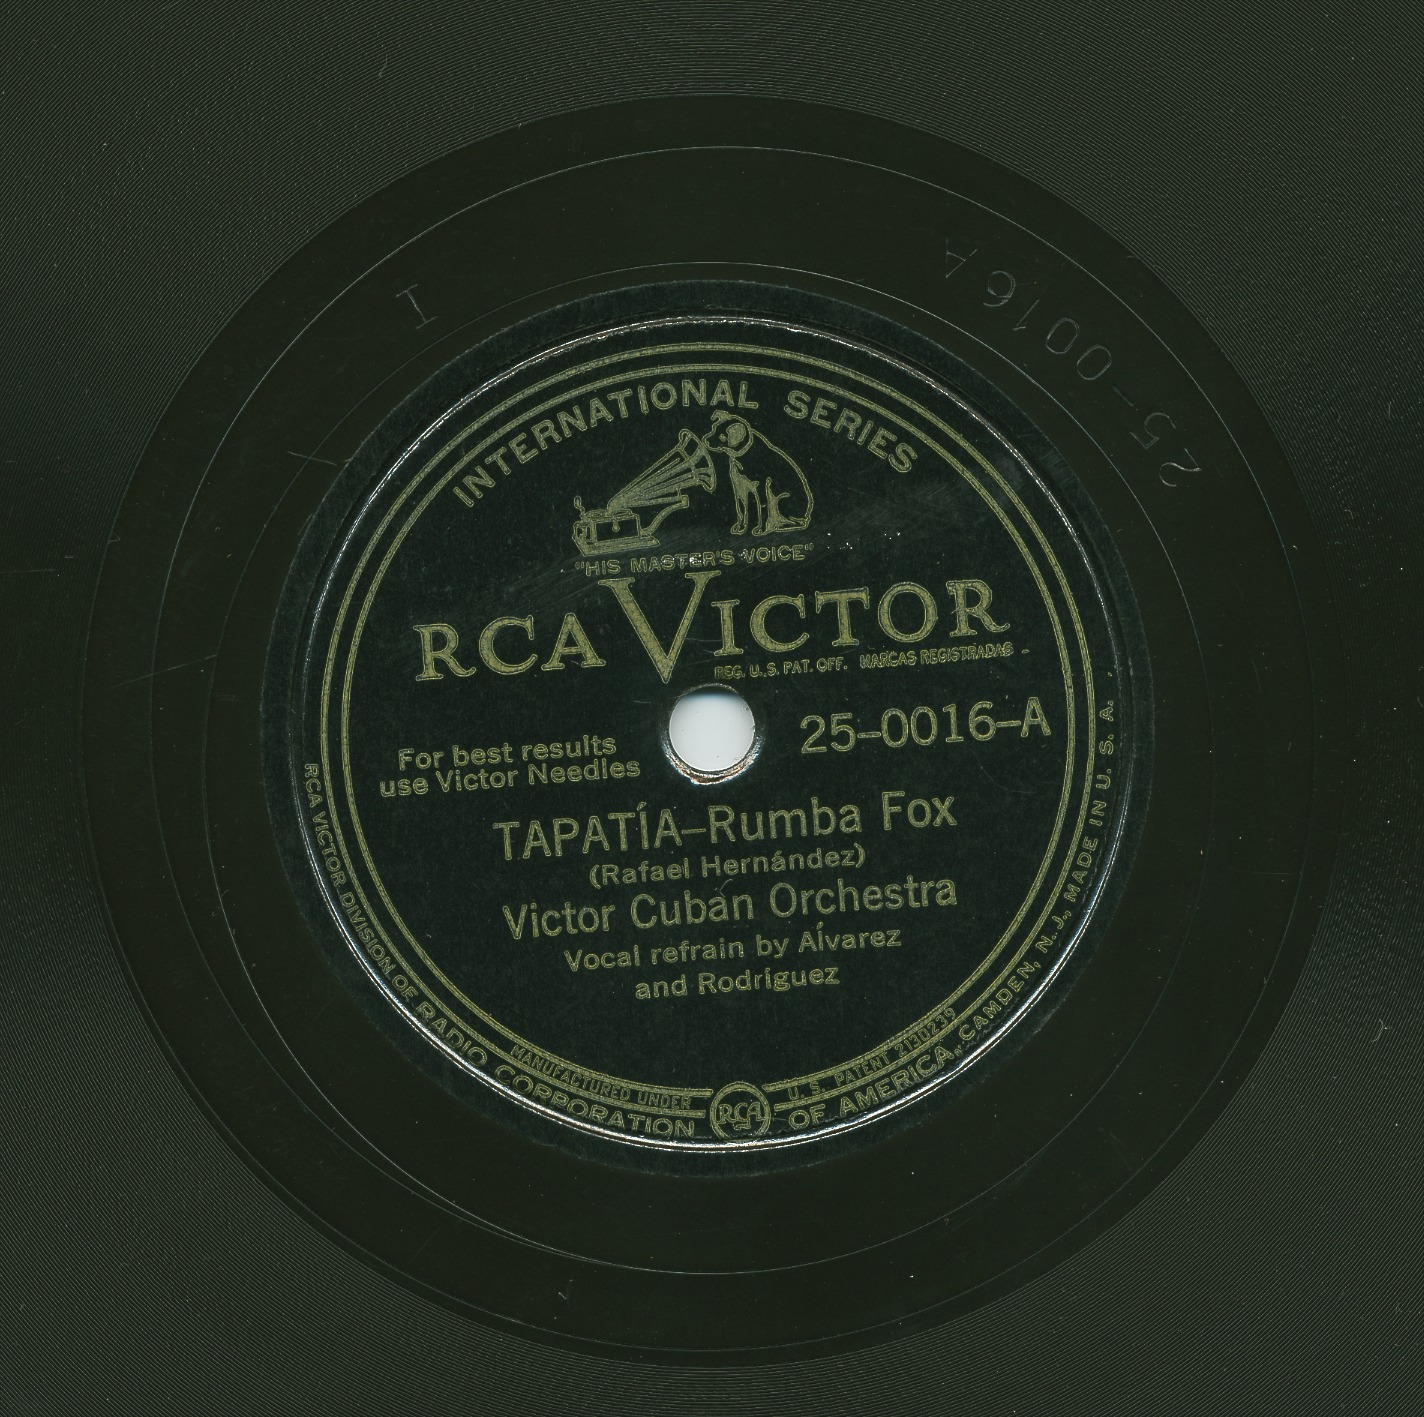 INTERNATIONAL SERIES
"HIS MASTER'S VOICE"
RCA VICTOR
REG. U.S. PAT. OFF. MARCAS REGISTRADAS
25-0016-A
For best results
use Victor Needles
TAPATÍA-Rumba Fox
(Rafael Hernández)
Victor Cuban Orchestra
Vocal refrain by Alvarez
and Rodriguez
MANUFACTURED UNDER RCA U. S. PATENT 2130239
RCA VICTOR DIVISION OF RADIO CORPORATION OF AMERICA, CAMDEN, N. J., MADE IN U. S. A.
25-0016A
I